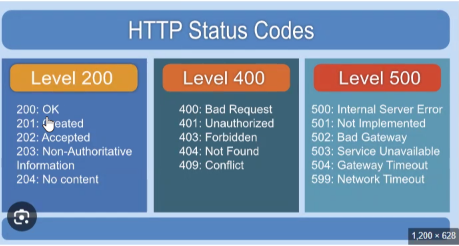 HTTP Status Codes
Level 200
200: OK
201: Created
202: Accepted
203: Non-Authoritative
Information
204: No content
Level 400
400: Bad Request
401: Unauthorized
403: Forbidden
404: Not Found
409: Conflict
Level 500
500: Internal Server Error
501: Not Implemented
502: Bad Gateway
503: Service Unavailable
504: Gateway Timeout
599: Network Timeout
1,200 × 628